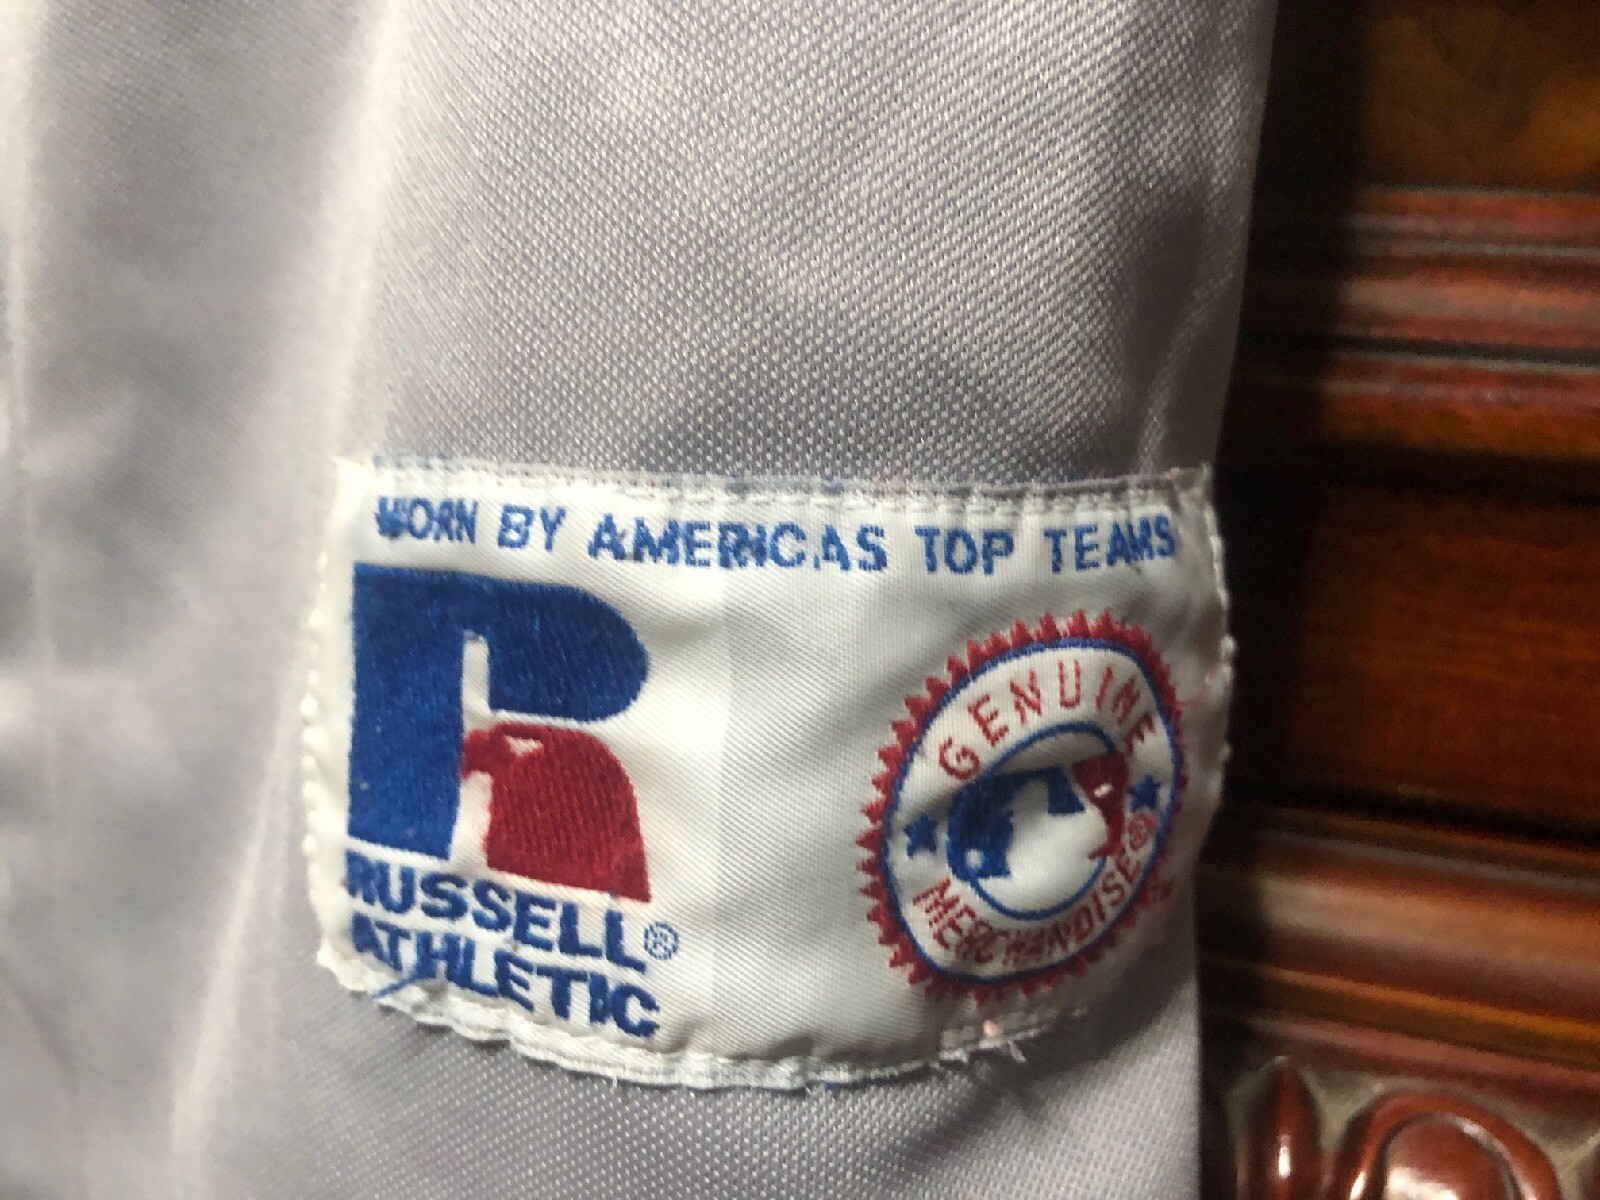 WORN BY AMERICAS TOP TEAMS
RUSSELL®
ATHLETIC
GENUINE
MERCHANDISE®